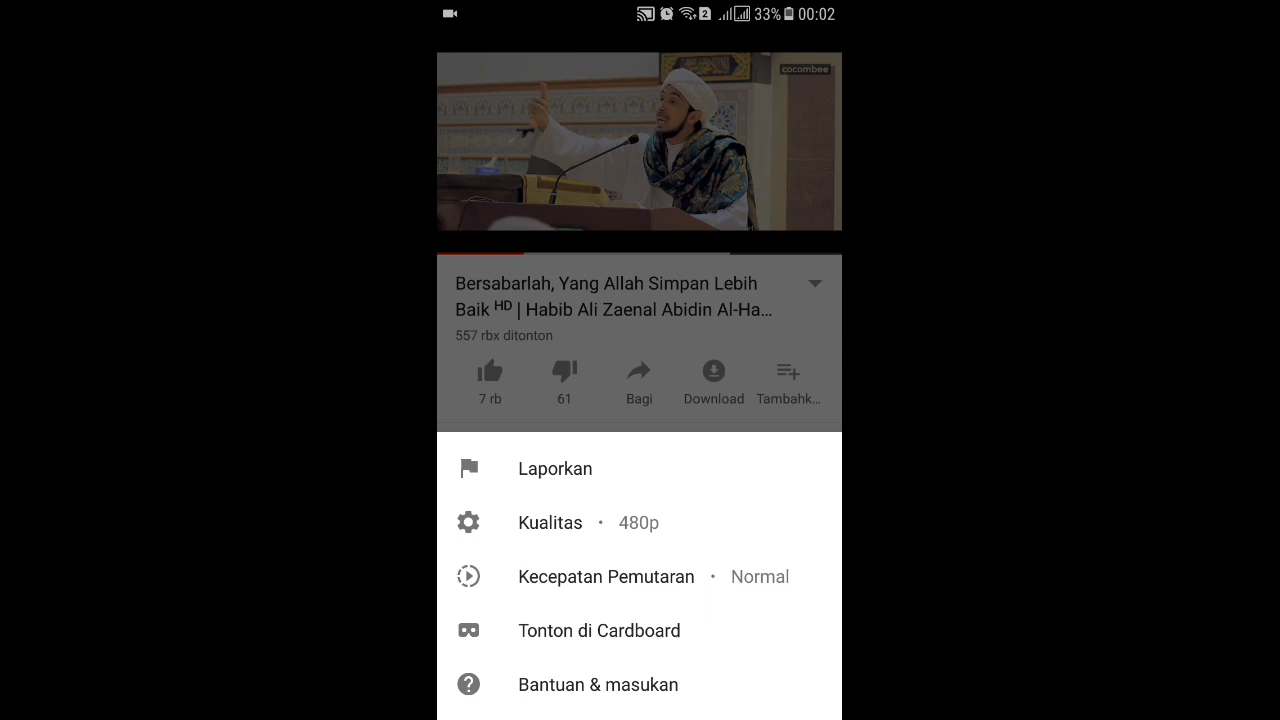 2 33% 00:02
cocombee
Bersabarlah, Yang Allah Simpan Lebih
Baik ᴴᴰ | Habib Ali Zaenal Abidin Al-Ha...
557 rbx ditonton
7 rb 61 Bagi Download Tambahk...
Laporkan
Kualitas • 480p
Kecepatan Pemutaran • Normal
Tonton di Cardboard
Bantuan & masukan